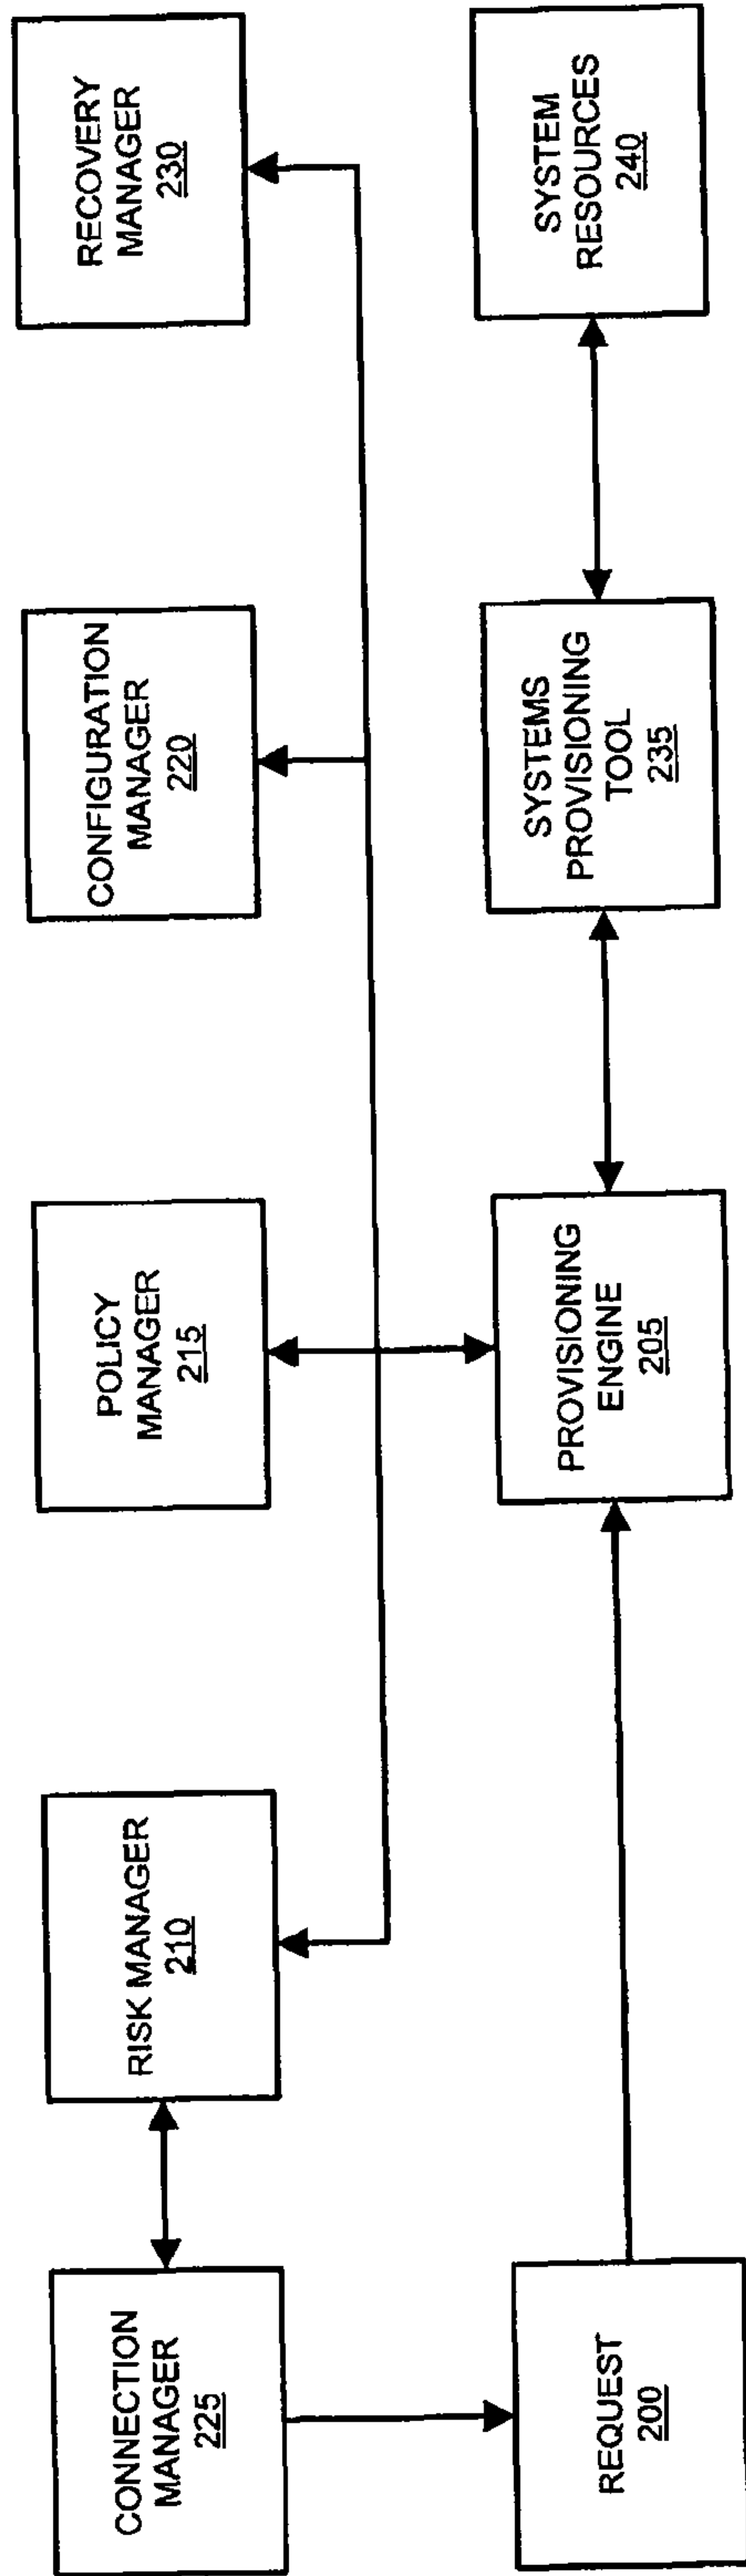 CONNECTION
MANAGER
225
RISK MANAGER
210
POLICY
MANAGER
215
CONFIGURATION
MANAGER
220
RECOVERY
MANAGER
230
REQUEST
200
PROVISIONING
ENGINE
205
SYSTEMS
PROVISIONING
TOOL
235
SYSTEM
RESOURCES
240